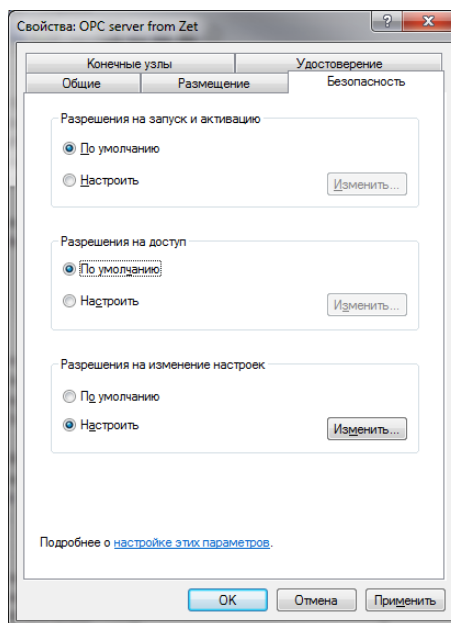 Свойства: OPC server from Zet
Конечные узлы Удостоверение
Общие Размещение Безопасность
Разрешения на запуск и активацию
По умолчанию
Настроить Изменить...
Разрешения на доступ
По умолчанию
Настроить Изменить...
Разрешения на изменение настроек
По умолчанию
Настроить Изменить...
Подробнее о настройке этих параметров.
OK Отмена Применить